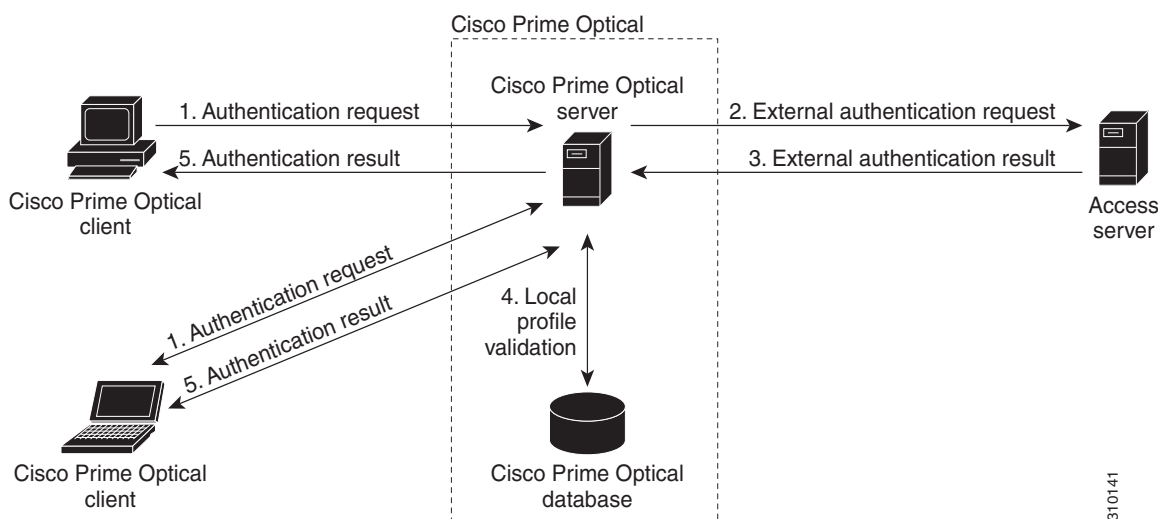 Cisco Prime Optical
Cisco Prime Optical
server
1. Authentication request
2. External authentication request
5. Authentication result
3. External authentication result
Cisco Prime Optical
client
Access
server
1. Authentication request
5. Authentication result
4. Local
profile
validation
Cisco Prime Optical
client
Cisco Prime Optical
database
310141